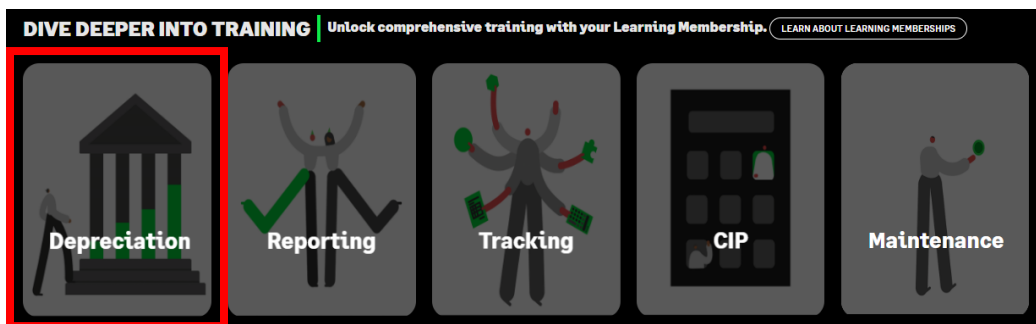 DIVE DEEPER INTO TRAINING
Unlock comprehensive training with your Learning Membership.
LEARN ABOUT LEARNING MEMBERSHIPS
Depreciation
Reporting
Tracking
CIP
Maintenance